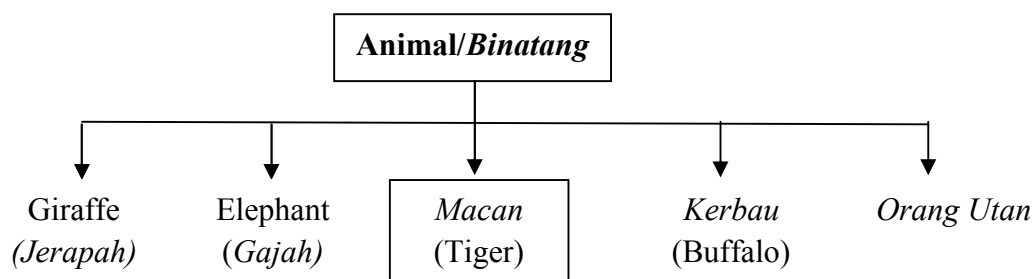 Animal/Binatang
Giraffe Elephant Macan Kerbau Orang Utan
(Jerapah) (Gajah) (Tiger) (Buffalo)